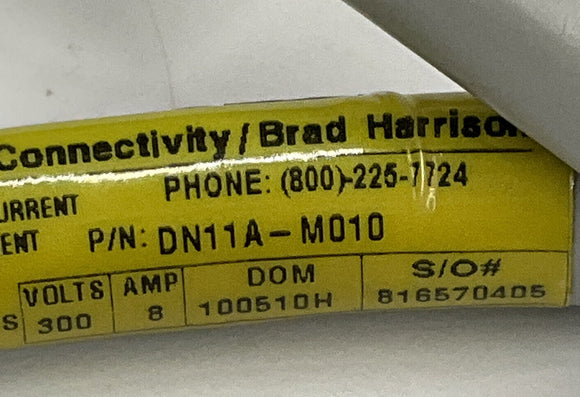 Connectivity / Brad Harrison
URRENT PHONE: (800)-225-7724
ENT P/N: DN11A-M010
VOLTS AMP DOM S/O#
S 300 8 100510H 816570405